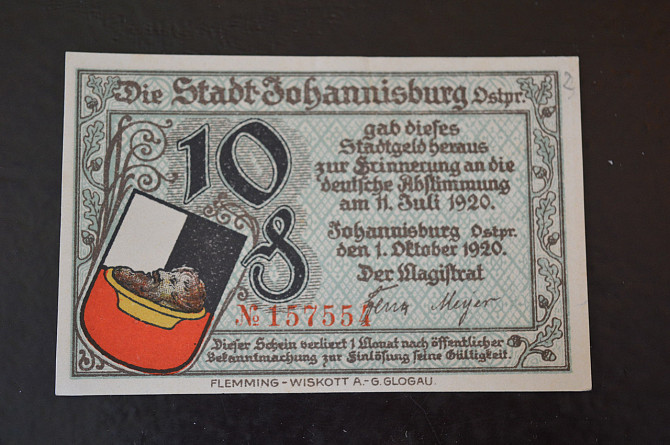 Die Stadt Johannisburg Ostpr.
10
₰
gab dieses
Stadtgeld heraus
zur Erinnerung an die
deutsche Abstimmung
am 11. Juli 1920.
Johannisburg Ostpr.
den 1. Oktober 1920.
Der Magistrat
Meyer
№ 157554
Dieser Schein verliert 1 Monat nach öffentlicher
Bekanntmachung zur Einlösung seine Gültigkeit.
FLEMMING-WISKOTT A.-G. GLOGAU.
2